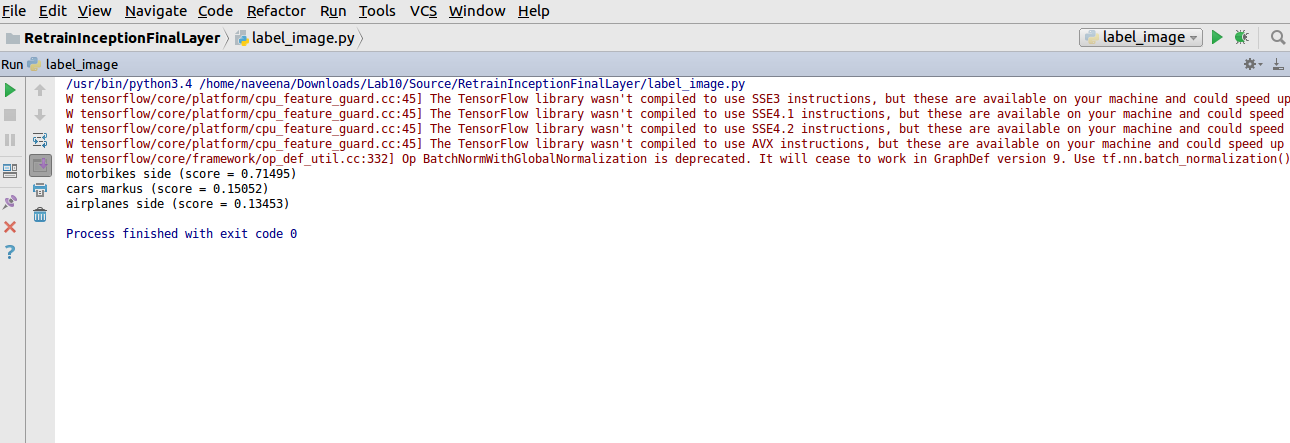 File Edit View Navigate Code Refactor Run Tools VCS Window Help
RetrainInceptionFinalLayer label_image.py label_image
Run label_image
/usr/bin/python3.4 /home/naveena/Downloads/Lab10/Source/RetrainInceptionFinalLayer/label_image.py
W tensorflow/core/platform/cpu_feature_guard.cc:45] The TensorFlow library wasn't compiled to use SSE3 instructions, but these are available on your machine and could speed up
W tensorflow/core/platform/cpu_feature_guard.cc:45] The TensorFlow library wasn't compiled to use SSE4.1 instructions, but these are available on your machine and could speed
W tensorflow/core/platform/cpu_feature_guard.cc:45] The TensorFlow library wasn't compiled to use SSE4.2 instructions, but these are available on your machine and could speed
W tensorflow/core/platform/cpu_feature_guard.cc:45] The TensorFlow library wasn't compiled to use AVX instructions, but these are available on your machine and could speed up
W tensorflow/core/framework/op_def_util.cc:332] Op BatchNormWithGlobalNormalization is deprecated. It will cease to work in GraphDef version 9. Use tf.nn.batch_normalization()
motorbikes side (score = 0.71495)
cars markus (score = 0.15052)
airplanes side (score = 0.13453)
Process finished with exit code 0